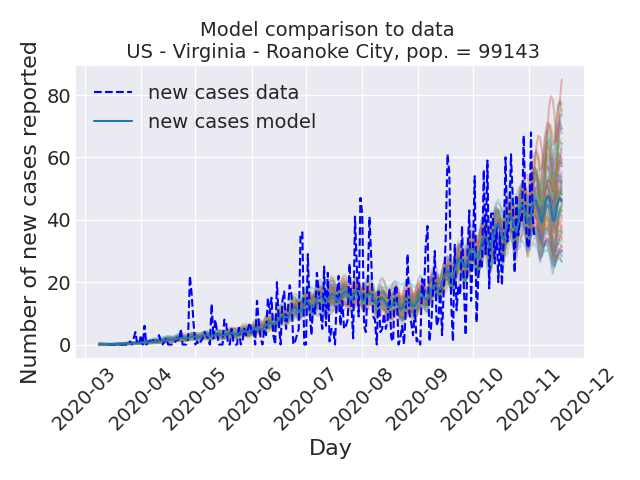 Model comparison to data
US - Virginia - Roanoke City, pop. = 99143
Number of new cases reported
80
60
40
20
0
new cases data
new cases model
2020-03
2020-04
2020-05
2020-06
2020-07
2020-08
2020-09
2020-10
2020-11
2020-12
Day